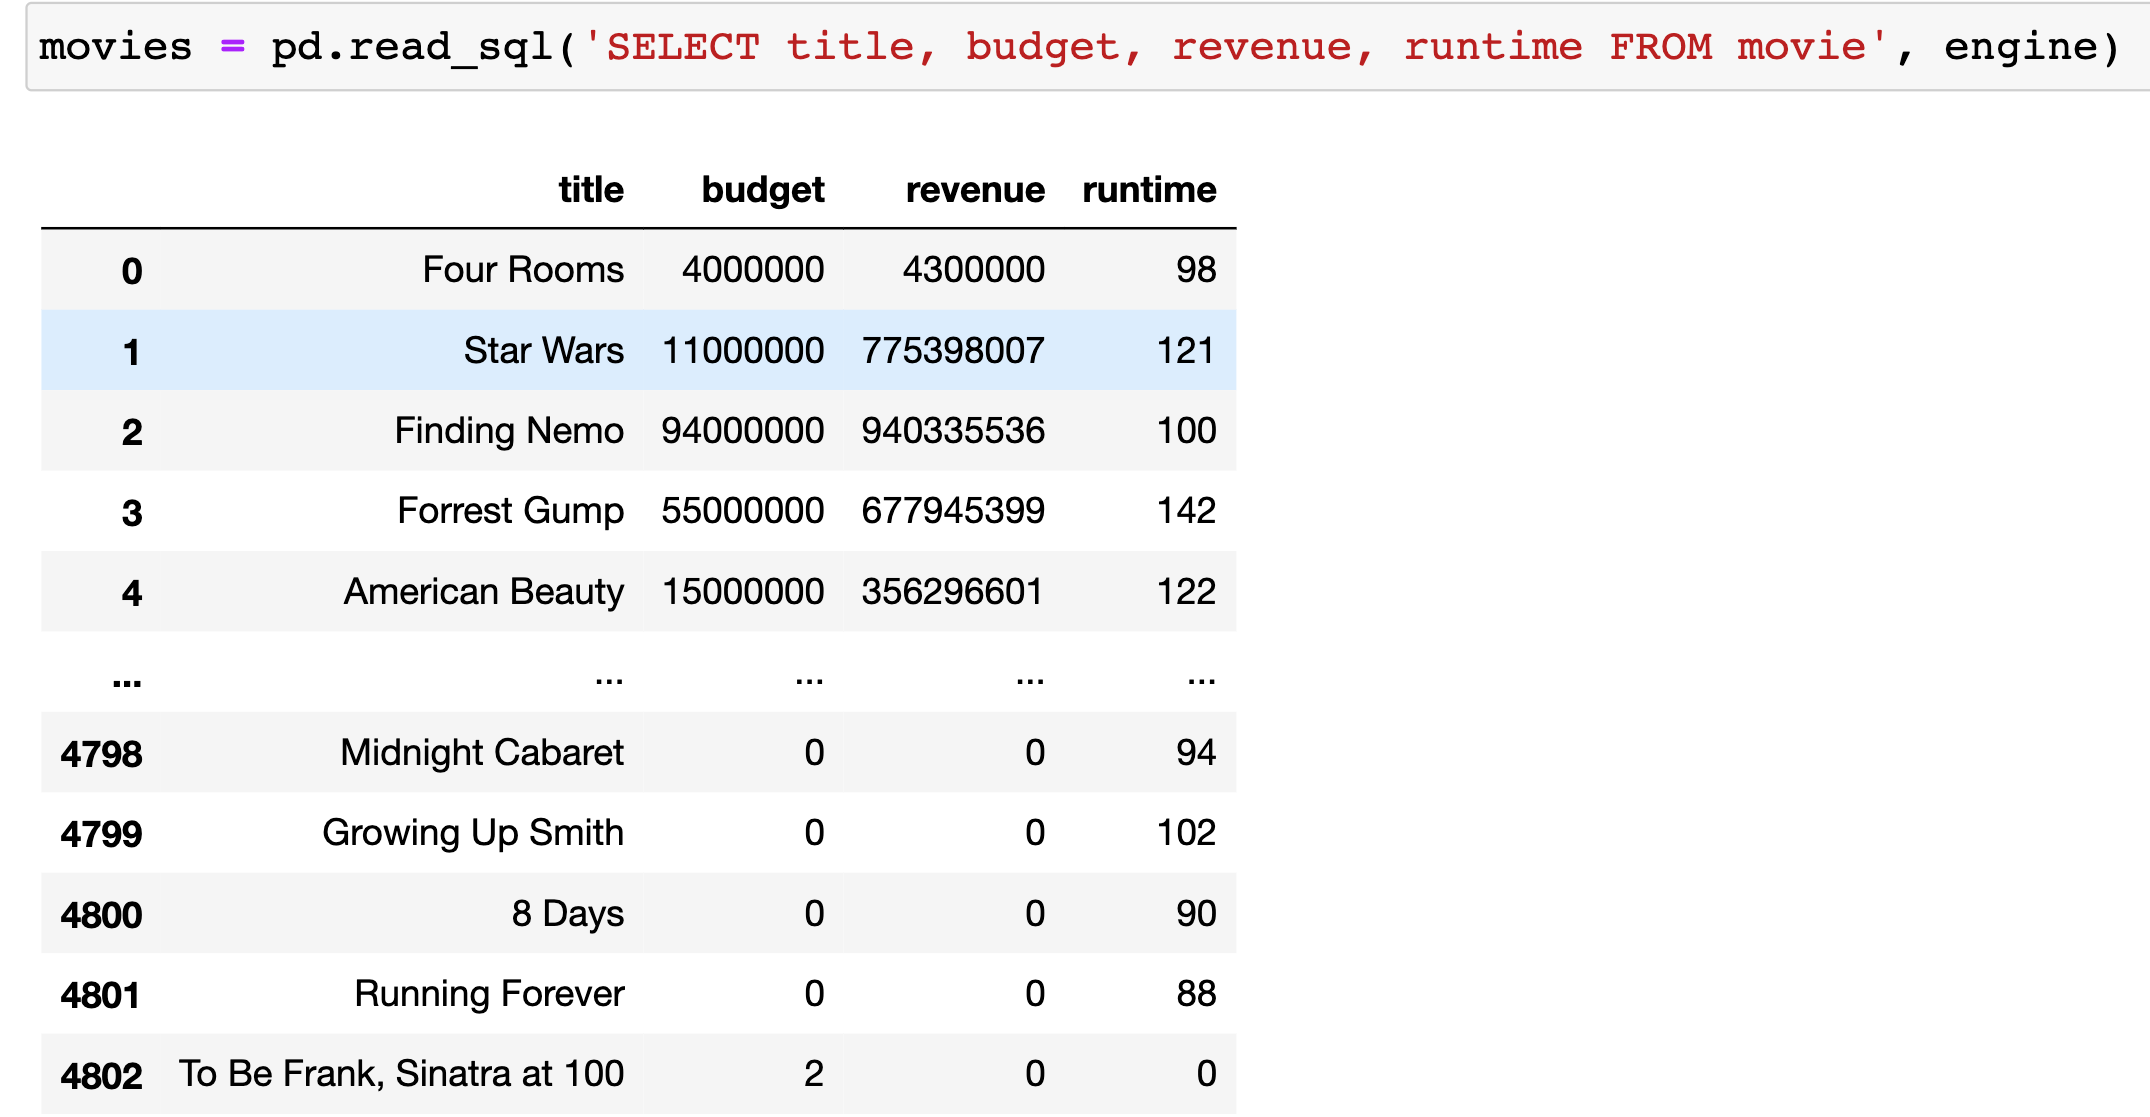 movies = pd.read_sql('SELECT title, budget, revenue, runtime FROM movie', engine)
title budget revenue runtime
0 Four Rooms 4000000 4300000 98
1 Star Wars 11000000 775398007 121
2 Finding Nemo 94000000 940335536 100
3 Forrest Gump 55000000 677945399 142
4 American Beauty 15000000 356296601 122
... ... ... ... ...
4798 Midnight Cabaret 0 0 94
4799 Growing Up Smith 0 0 102
4800 8 Days 0 0 90
4801 Running Forever 0 0 88
4802 To Be Frank, Sinatra at 100 2 0 0